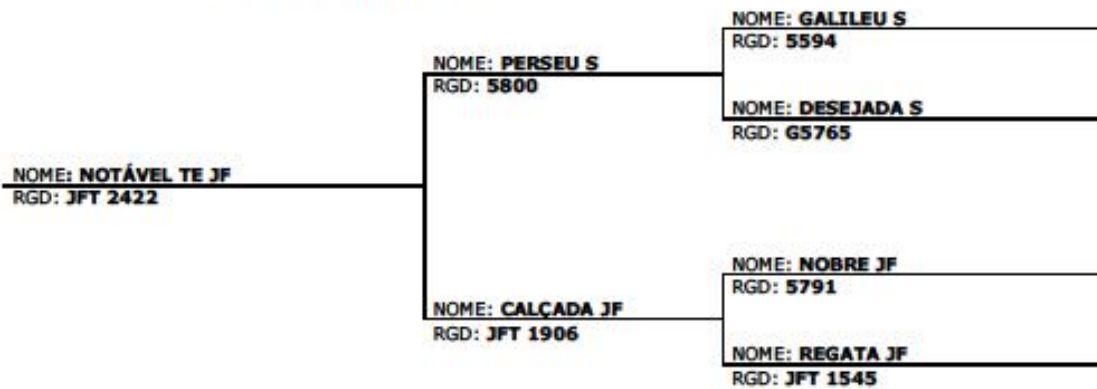 NOME: GALILEU S
RGD: 5594
NOME: PERSEU S
RGD: 5800
NOME: DESEJADA S
RGD: G5765
NOME: NOTÁVEL TE JF
RGD: JFT 2422
NOME: NOBRE JF
RGD: 5791
NOME: CALÇADA JF
RGD: JFT 1906
NOME: REGATA JF
RGD: JFT 1545